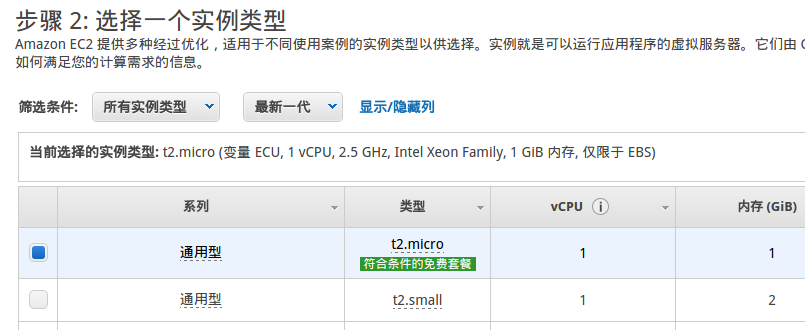 步骤 2: 选择一个实例类型
Amazon EC2 提供多种经过优化，适用于不同使用案例的实例类型以供选择。实例就是可以运行应用程序的虚拟服务器。它们由 C
如何满足您的计算需求的信息。
筛选条件: 所有实例类型 最新一代 显示/隐藏列
当前选择的实例类型: t2.micro (变量 ECU, 1 vCPU, 2.5 GHz, Intel Xeon Family, 1 GiB 内存, 仅限于 EBS)
系列 类型 vCPU i 内存 (GiB)
通用型 t2.micro 1 1
符合条件的免费套餐
通用型 t2.small 1 2